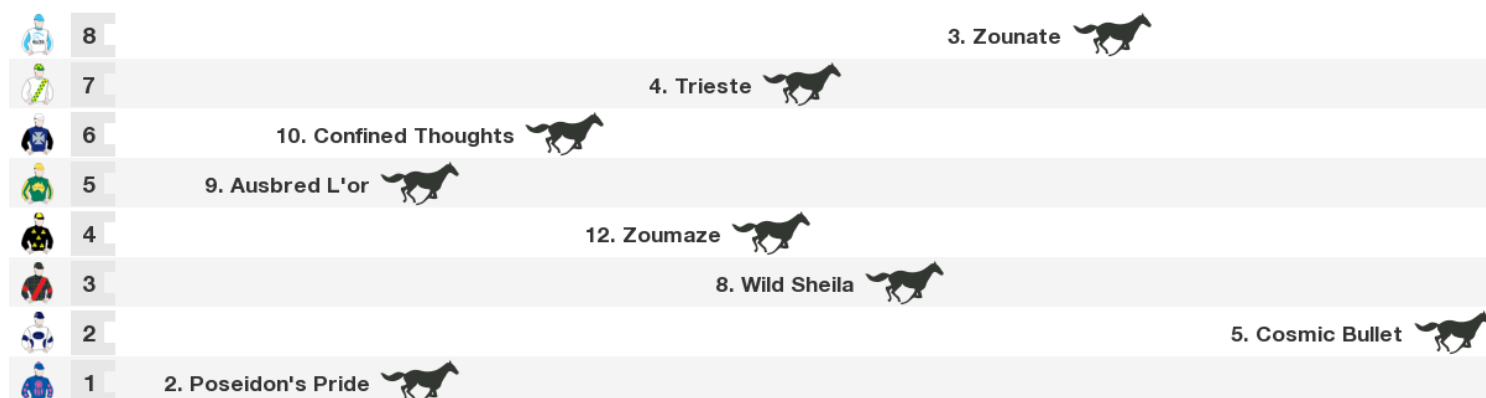 8 3. Zounate
7 4. Trieste
6 10. Confined Thoughts
5 9. Ausbred L'or
4 12. Zoumaze
3 8. Wild Sheila
2 5. Cosmic Bullet
1 2. Poseidon's Pride